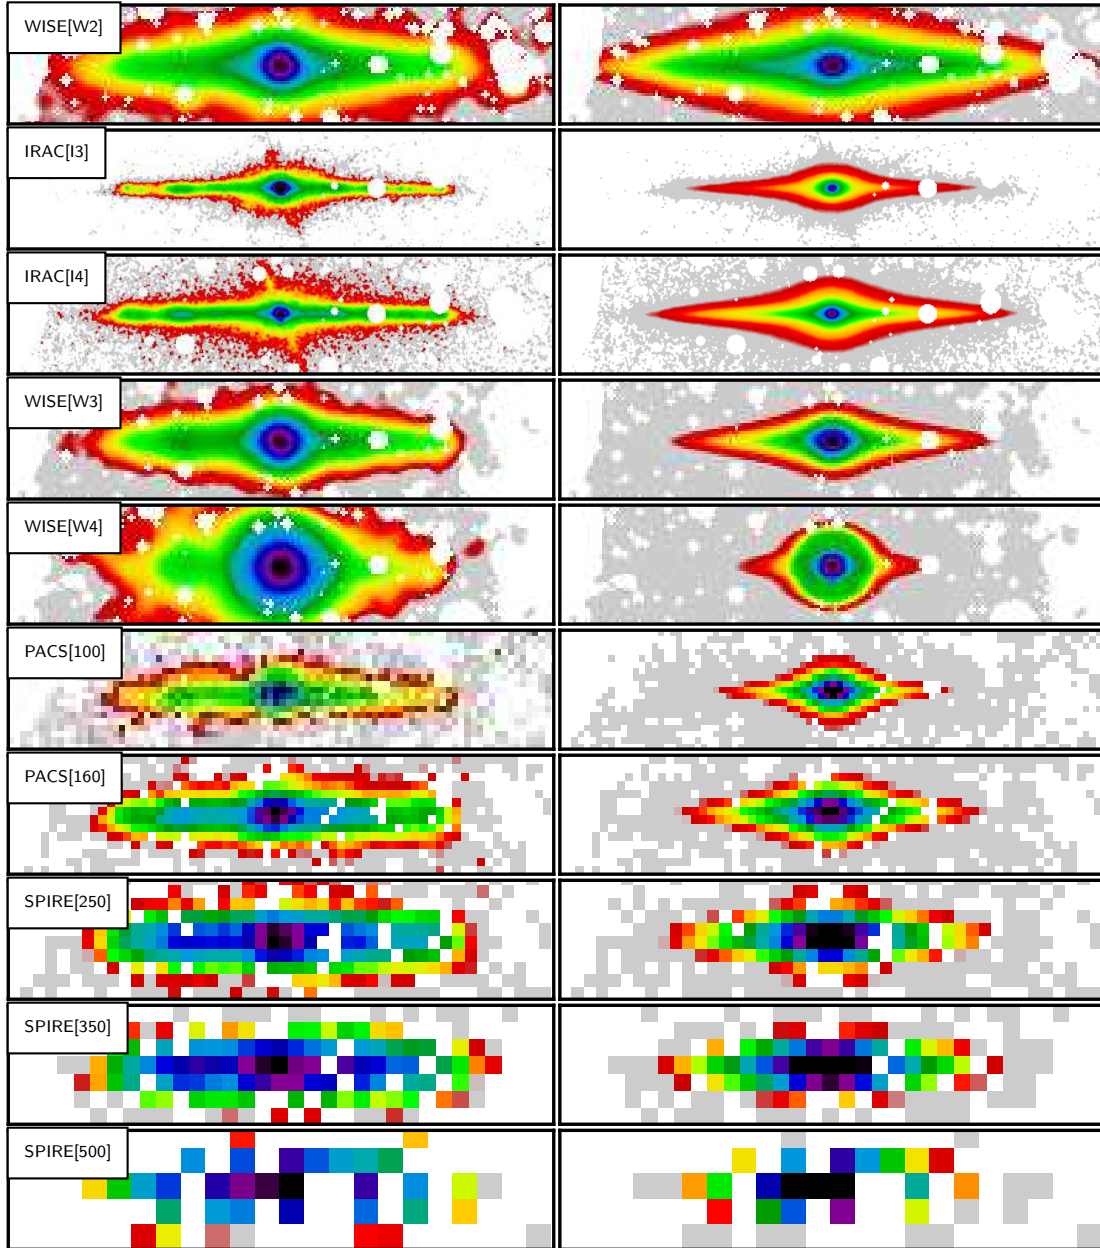 WISE[W2]
IRAC[I3]
IRAC[I4]
WISE[W3]
WISE[W4]
PACS[100]
PACS[160]
SPIRE[250]
SPIRE[350]
SPIRE[500]